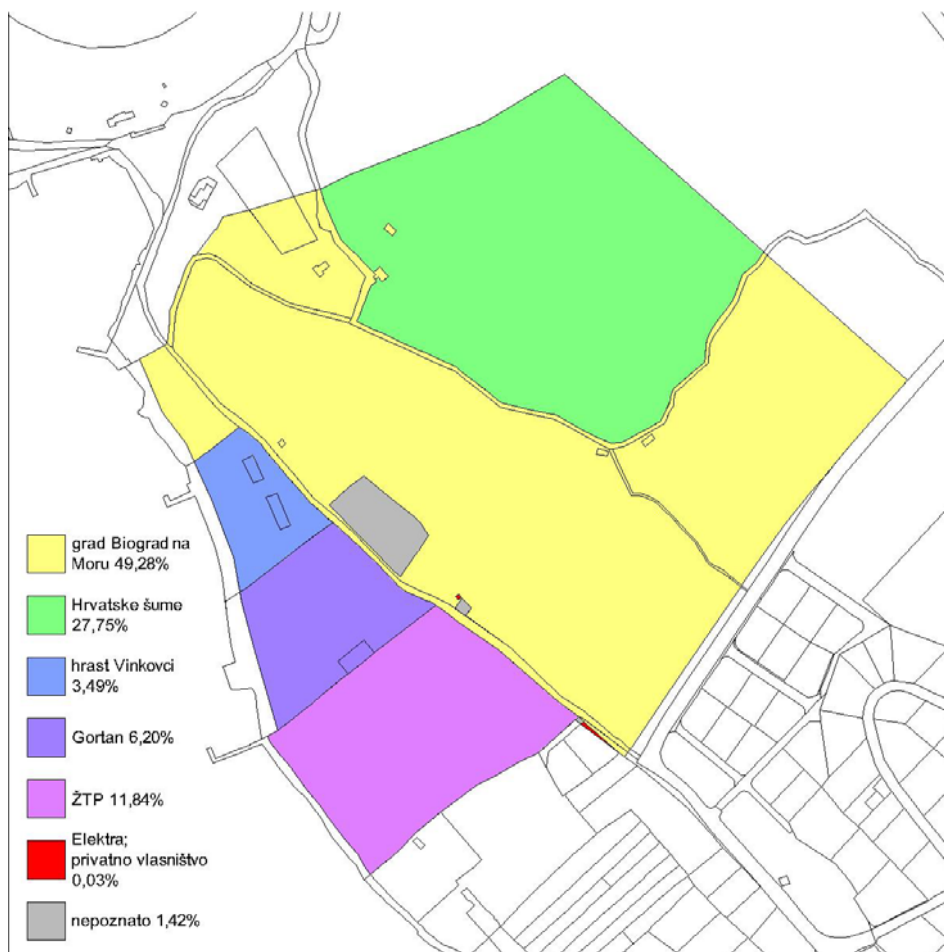 grad Biograd na
Moru 49,28%
Hrvatske šume
27,75%
hrast Vinkovci
3,49%
Gortan 6,20%
ŽTP 11,84%
Elektra;
privatno vlasništvo
0,03%
nepoznato 1,42%